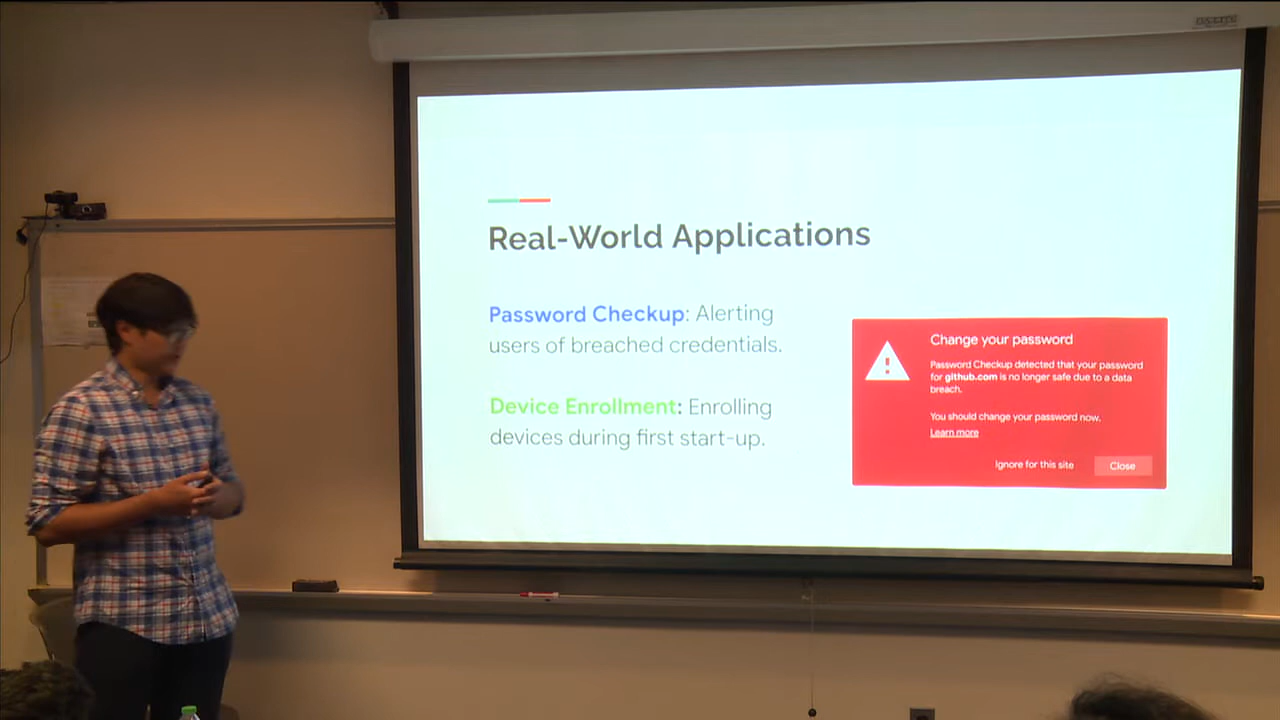 Real-World Applications
Password Checkup: Alerting
users of breached credentials.
Device Enrollment: Enrolling
devices during first start-up.
Change your password
Password Checkup detected that your password
for github.com is no longer safe due to a data
breach.
You should change your password now.
Learn more
Ignore for this site
Close